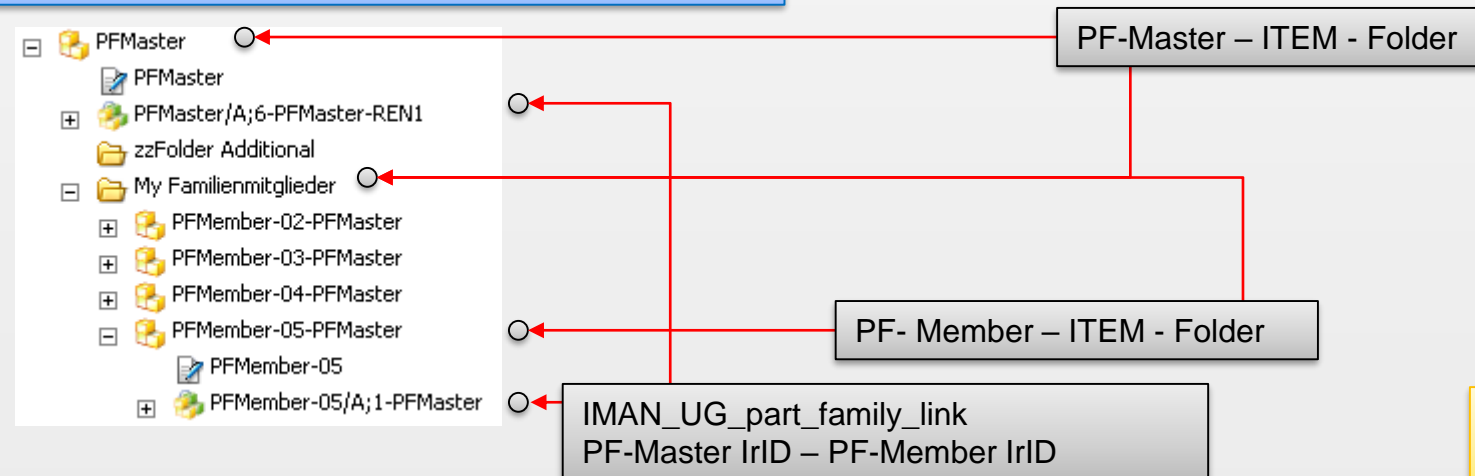 PFMaster
PFMaster
PFMaster/A;6-PFMaster-REN1
zzFolder Additional
My Familienmitglieder
PFMember-02-PFMaster
PFMember-03-PFMaster
PFMember-04-PFMaster
PFMember-05-PFMaster
PFMember-05
PFMember-05/A;1-PFMaster
PF-Master – ITEM - Folder
PF- Member – ITEM - Folder
IMAN_UG_part_family_link
PF-Master IrID – PF-Member IrID